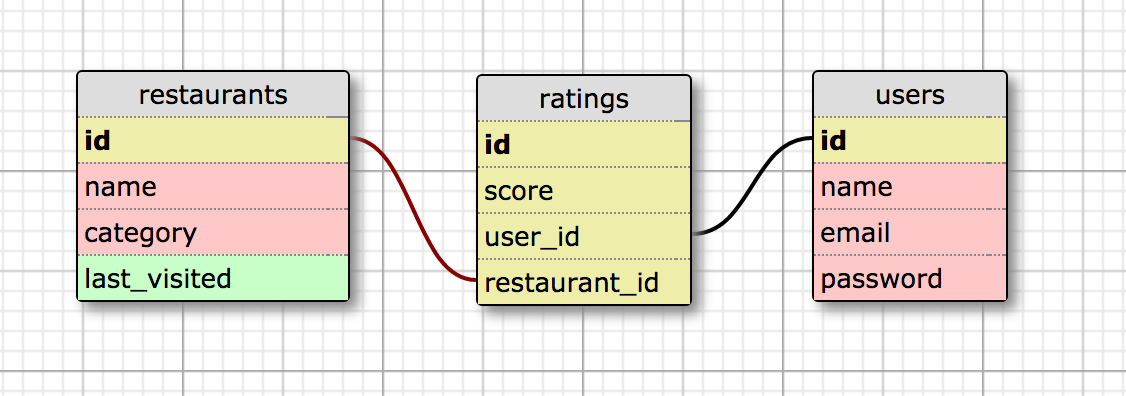 restaurants
id
name
category
last_visited
ratings
id
score
user_id
restaurant_id
users
id
name
email
password